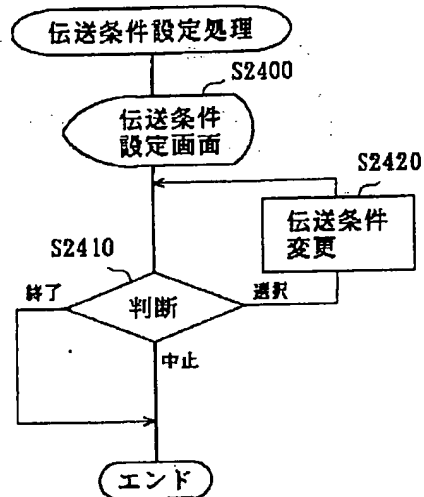 伝送条件設定処理
S2400
伝送条件
設定画面
S2420
伝送条件
変更
S2410
終了
判断
選択
中止
エンド